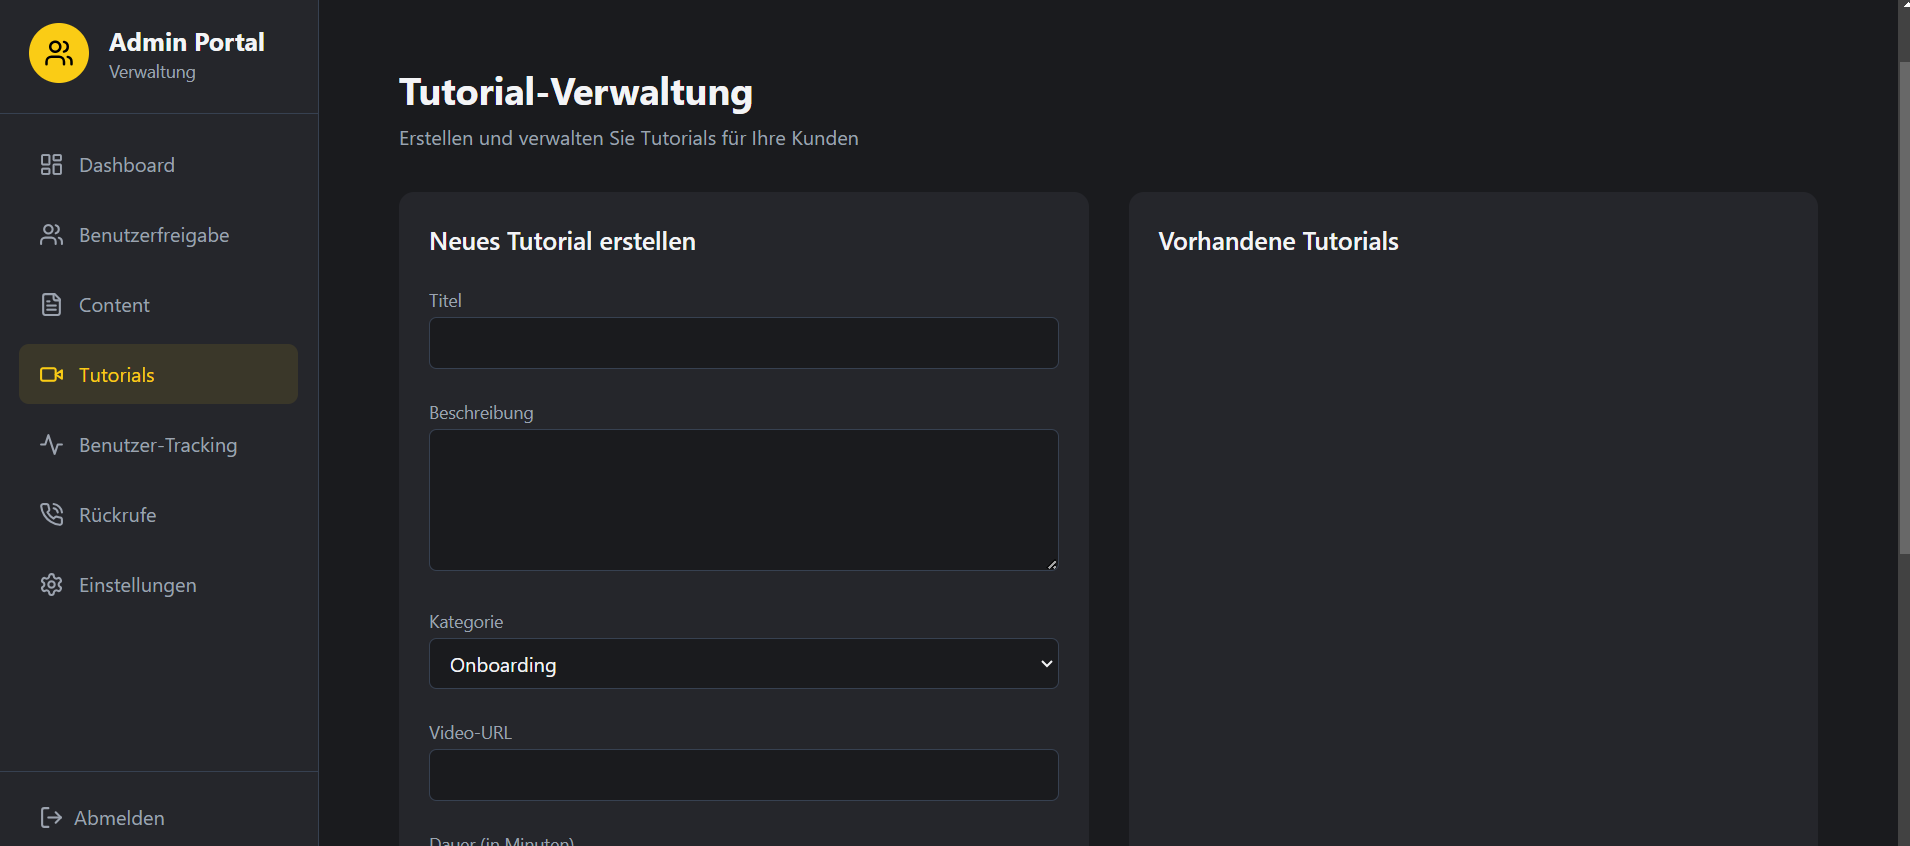 Admin Portal
Verwaltung
Dashboard
Benutzerfreigabe
Content
Tutorials
Benutzer-Tracking
Rückrufe
Einstellungen
Abmelden
Tutorial-Verwaltung
Erstellen und verwalten Sie Tutorials für Ihre Kunden
Neues Tutorial erstellen
Titel
Beschreibung
Kategorie
Onboarding
Video-URL
Dauer (in Minuten)
Vorhandene Tutorials